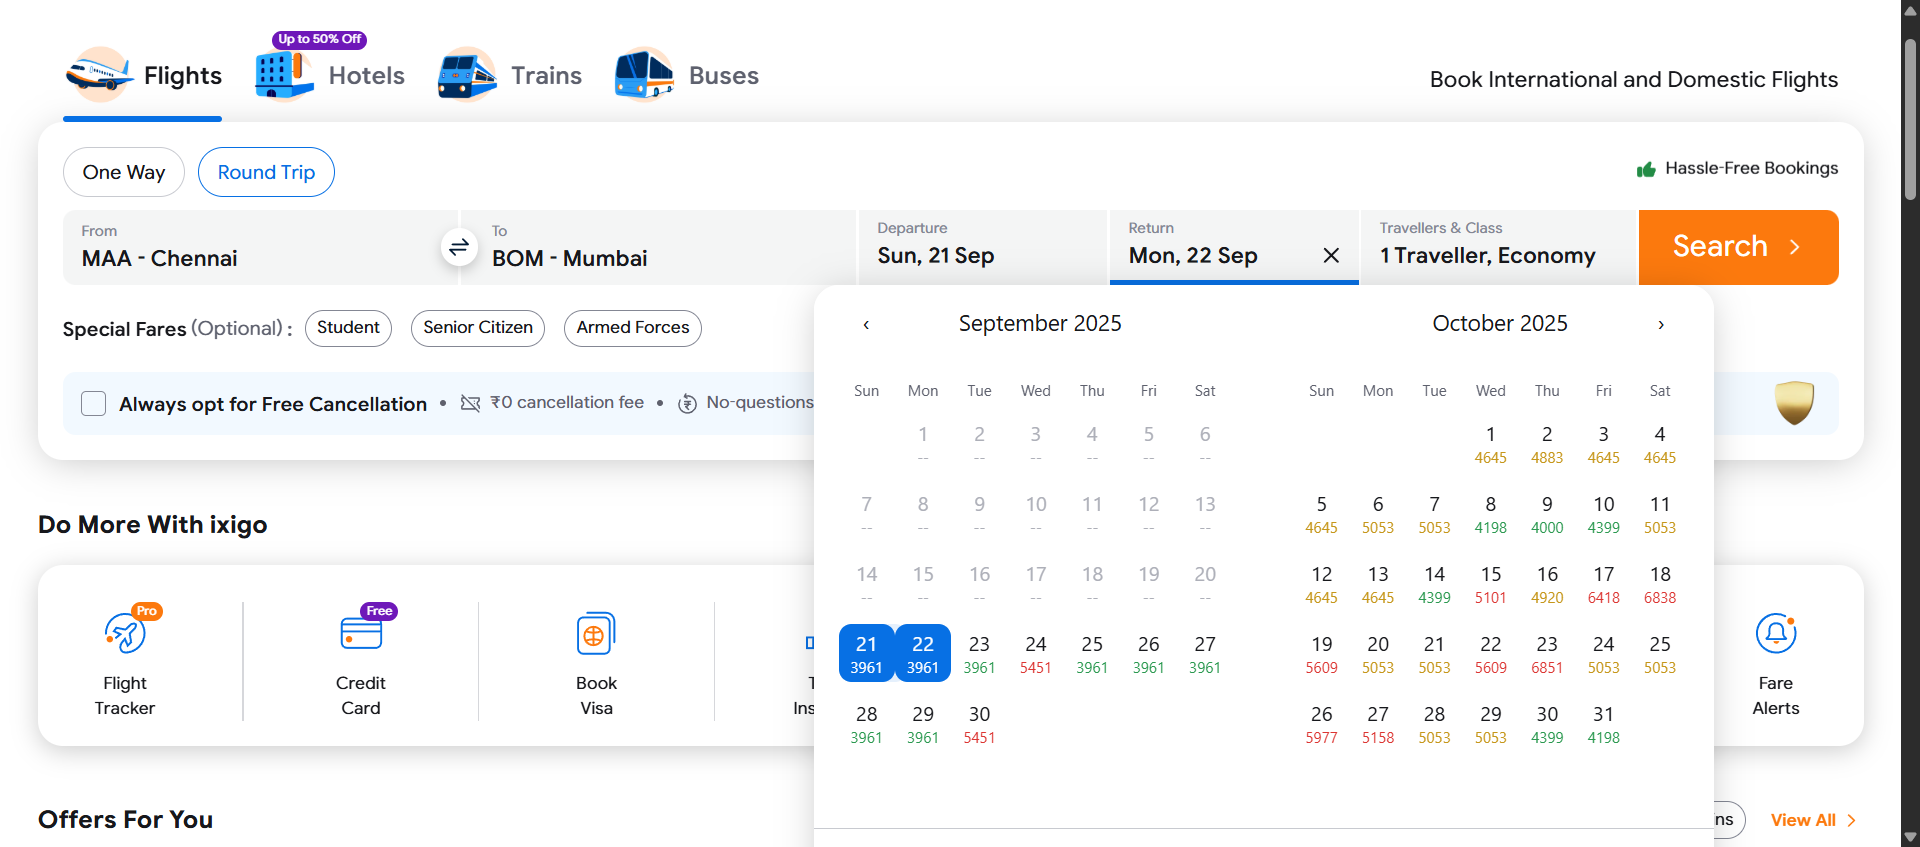 Up to 50% Off
Flights Hotels Trains Buses
Book International and Domestic Flights
One Way Round Trip
Hassle-Free Bookings
From
MAA - Chennai
To
BOM - Mumbai
Departure
Sun, 21 Sep
Return
Mon, 22 Sep
Travellers & Class
1 Traveller, Economy
Search
Special Fares (Optional) : Student Senior Citizen Armed Forces
Always opt for Free Cancellation • ₹0 cancellation fee • No-questions
September 2025
Sun Mon Tue Wed Thu Fri Sat
1 2 3 4 5 6
-- -- -- -- -- --
7 8 9 10 11 12 13
-- -- -- -- -- -- --
14 15 16 17 18 19 20
-- -- -- -- -- -- --
21 22 23 24 25 26 27
3961 3961 3961 5451 3961 3961 3961
28 29 30
3961 3961 5451
October 2025
Sun Mon Tue Wed Thu Fri Sat
1 2 3 4
4645 4883 4645 4645
5 6 7 8 9 10 11
4645 5053 5053 4198 4000 4399 5053
12 13 14 15 16 17 18
4645 4645 4399 5101 4920 6418 6838
19 20 21 22 23 24 25
5609 5053 5053 5609 6851 5053 5053
26 27 28 29 30 31
5977 5158 5053 5053 4399 4198
Do More With ixigo
Pro
Flight
Tracker
Free
Credit
Card
Book
Visa
T
Ins
Fare
Alerts
Offers For You
ns
View All